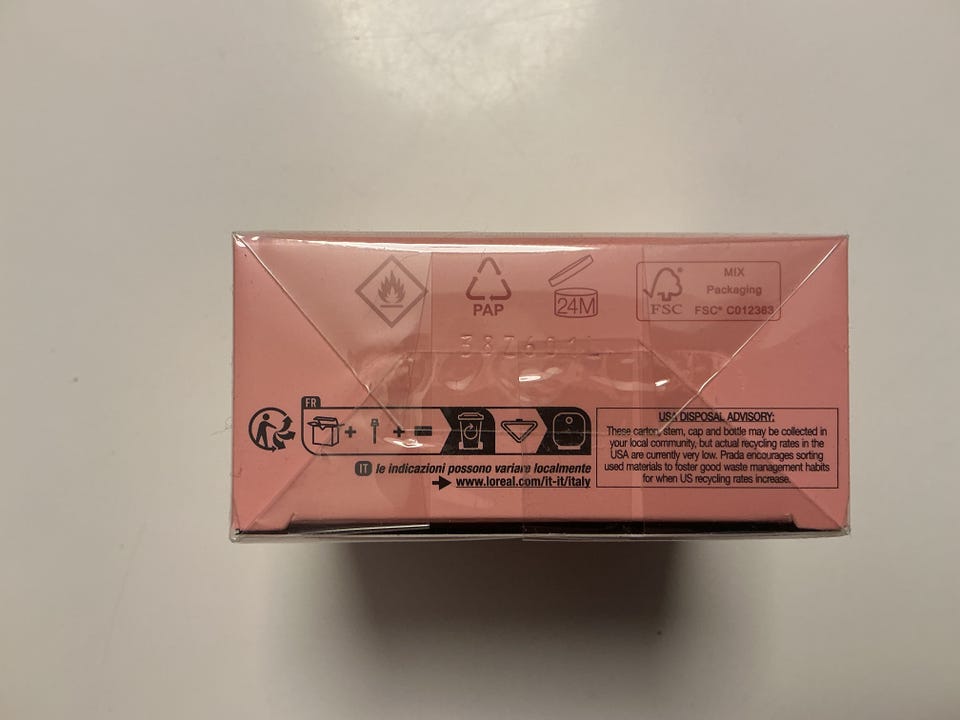 PAP
24M
FSC
MIX
Packaging
FSC® C012383
FR
USA DISPOSAL ADVISORY:
These carton, stem, cap and bottle may be collected in
your local community, but actual recycling rates in the
USA are currently very low. Prada encourages sorting
used materials to foster good waste management habits
for when US recycling rates increase.
IT le indicazioni possono variare localmente
www.loreal.com/it-it/italy